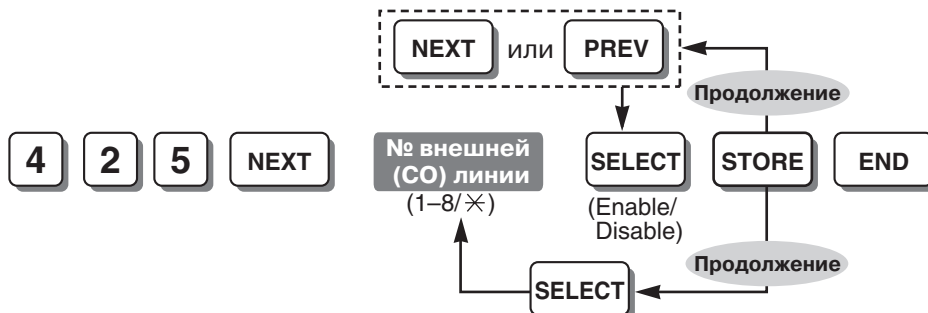 NEXT или PREV
Продолжение
4 2 5 NEXT № внешней SELECT STORE END
(CO) линии
(1–8/✳) (Enable/
Disable)
Продолжение
SELECT